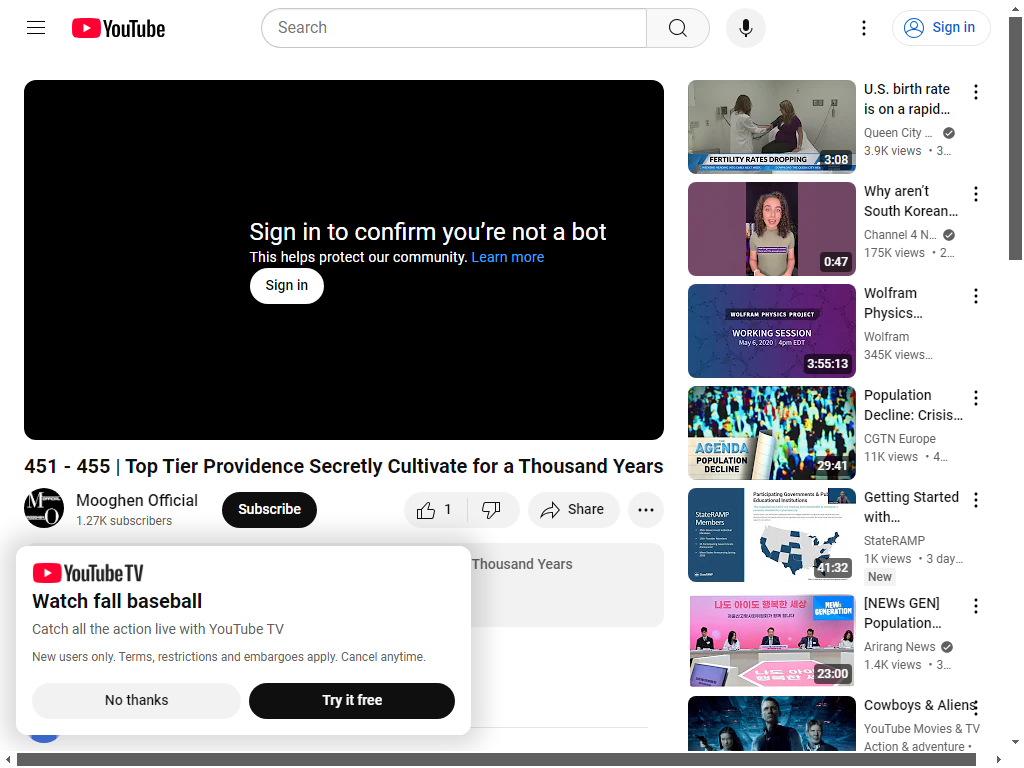 YouTube
Search
Sign in
Sign in to confirm you’re not a bot
This helps protect our community. Learn more
Sign in
451 - 455 | Top Tier Providence Secretly Cultivate for a Thousand Years
Mooghen Official
1.27K subscribers
Subscribe
1
Share
Thousand Years
YouTube TV
Watch fall baseball
Catch all the action live with YouTube TV
New users only. Terms, restrictions and embargoes apply. Cancel anytime.
No thanks
Try it free
FERTILITY RATES DROPPING
3:08
U.S. birth rate
is on a rapid…
Queen City ...
3.9K views • 3…
0:47
Why aren’t
South Korean…
Channel 4 N…
175K views • 2…
WOLFRAM PHYSICS PROJECT
WORKING SESSION
May 6, 2020 | 4pm EDT
3:55:13
Wolfram
Physics…
Wolfram
345K views…
AGENDA
POPULATION
DECLINE
29:41
Population
Decline: Crisis…
CGTN Europe
11K views • 4…
Participating Governments & Pu
Educational Institutions
StateRAMP
Members
41:32
Getting Started
with…
StateRAMP
1K views • 3 day…
New
나도 아이도 행복한 세상
NEWs
GENERATION
23:00
[NEWs GEN]
Population…
Arirang News
1.4K views • 3…
Cowboys & Aliens
YouTube Movies & TV
Action & adventure •